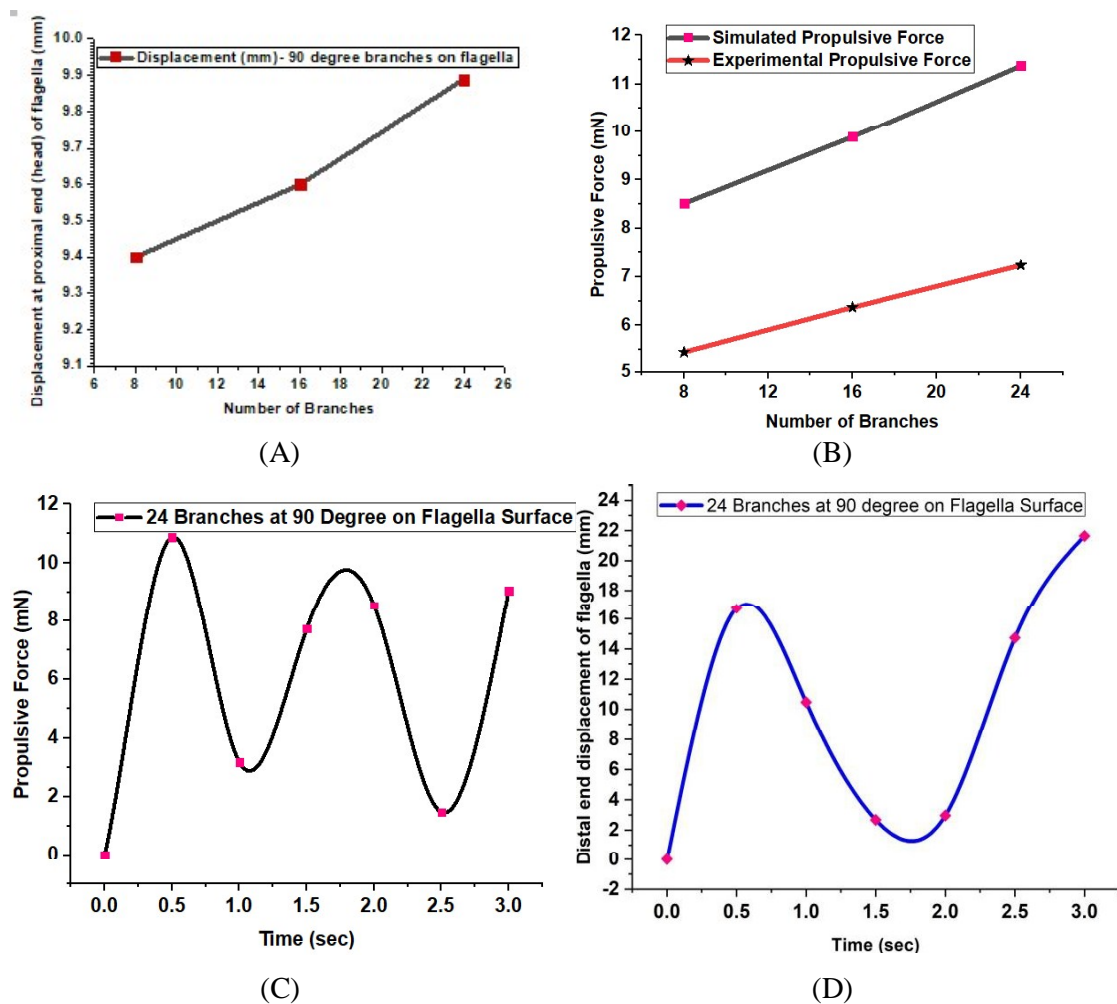 Displacement (mm)- 90 degree branches on flagella
Displacement at proximal end (head) of flagella (mm)
10.0
9.9
9.8
9.7
9.6
9.5
9.4
9.3
9.2
9.1
6 8 10 12 14 16 18 20 22 24 26
Number of Branches
(A)
Simulated Propulsive Force
Experimental Propulsive Force
Propulsive Force (mN)
12
11
10
9
8
7
6
5
8 12 16 20 24
Number of Branches
(B)
24 Branches at 90 Degree on Flagella Surface
Propulsive Force (mN)
12
10
8
6
4
2
0
0.0 0.5 1.0 1.5 2.0 2.5 3.0
Time (sec)
(C)
24 Branches at 90 degree on Flagella Surface
Distal end displacement of flagella (mm)
24
22
20
18
16
14
12
10
8
6
4
2
0
-2
0.0 0.5 1.0 1.5 2.0 2.5 3.0
Time (sec)
(D)